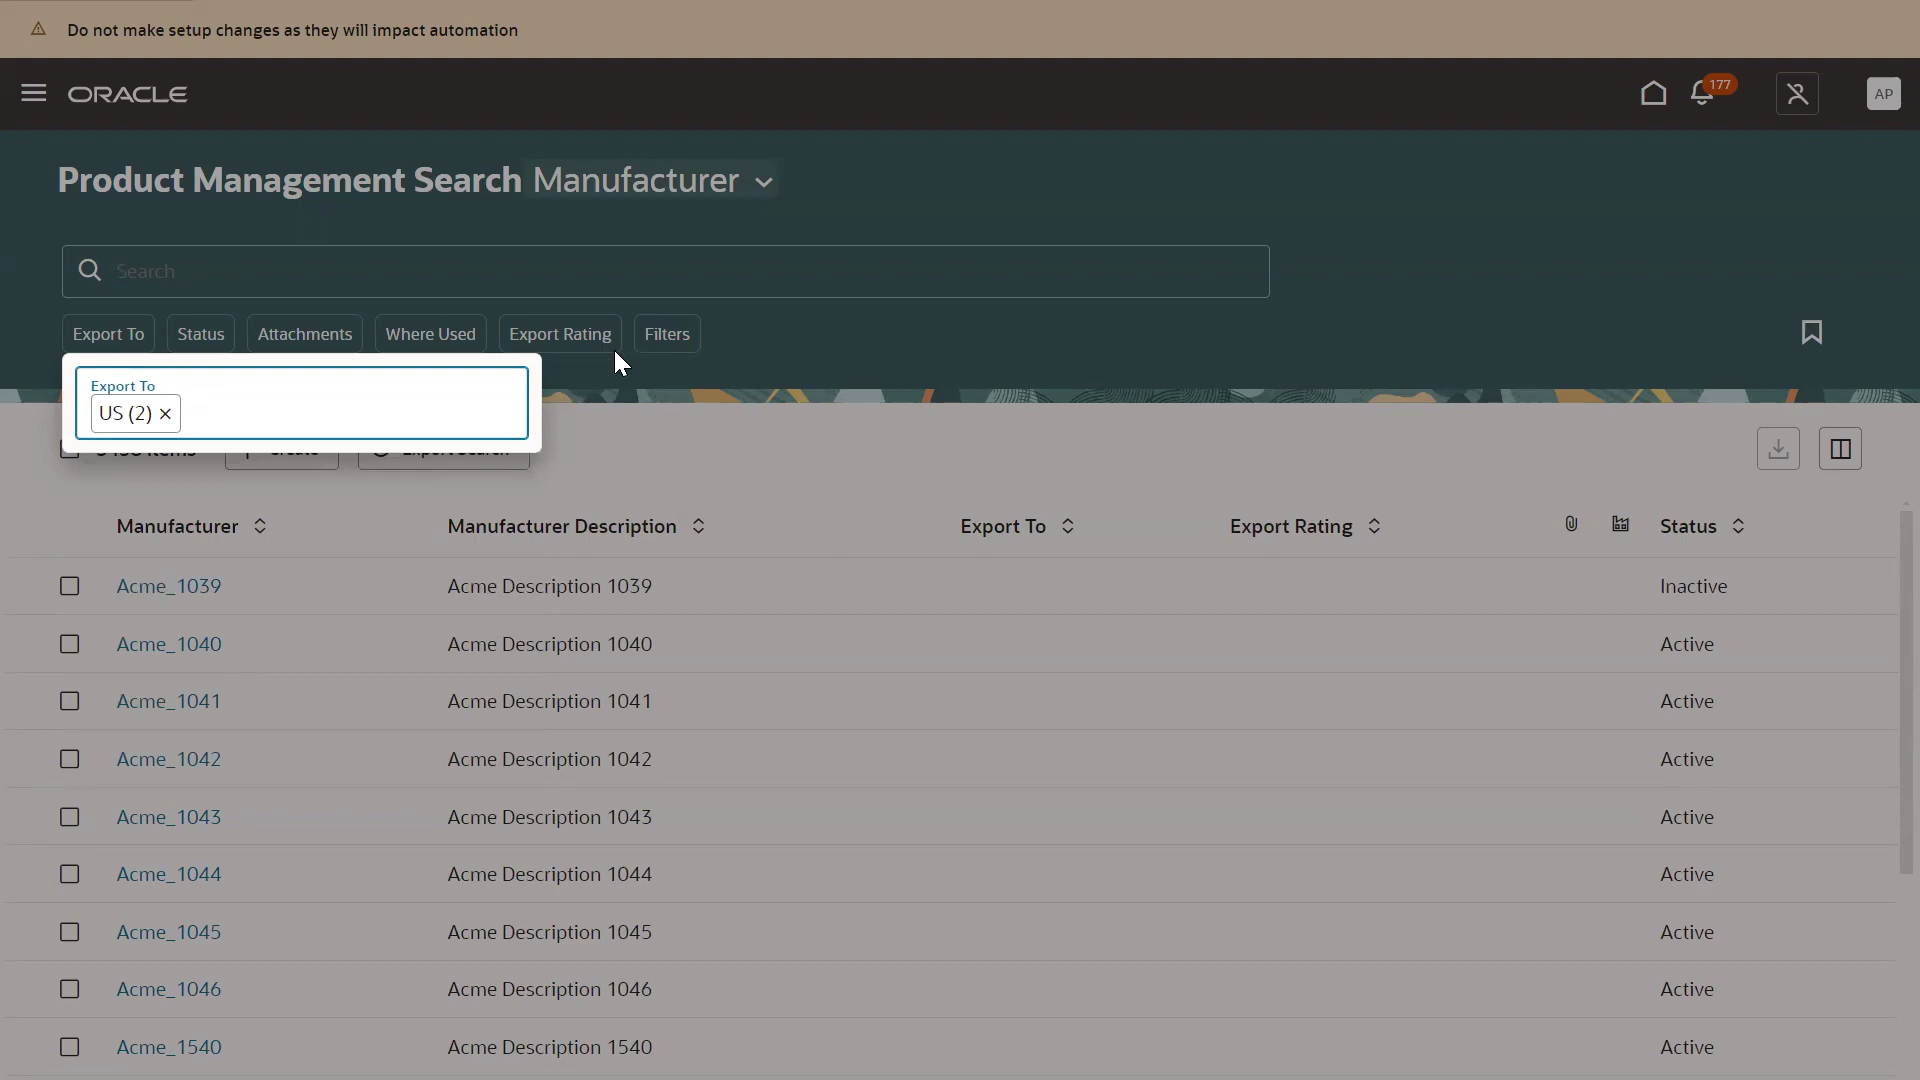 Do not make setup changes as they will impact automation
ORACLE
177
AP
Product Management Search Manufacturer
Search
Export To Status Attachments Where Used Export Rating Filters
Export To
US (2)
Manufacturer Manufacturer Description Export To Export Rating Status
Acme_1039 Acme Description 1039 Inactive
Acme_1040 Acme Description 1040 Active
Acme_1041 Acme Description 1041 Active
Acme_1042 Acme Description 1042 Active
Acme_1043 Acme Description 1043 Active
Acme_1044 Acme Description 1044 Active
Acme_1045 Acme Description 1045 Active
Acme_1046 Acme Description 1046 Active
Acme_1540 Acme Description 1540 Active